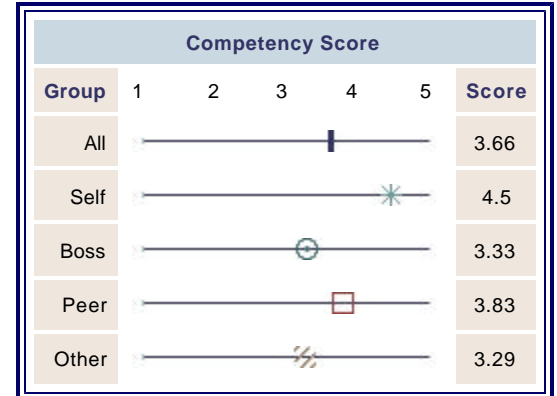 Competency Score
Group 1 2 3 4 5 Score
All 3.66
Self 4.5
Boss 3.33
Peer 3.83
Other 3.29